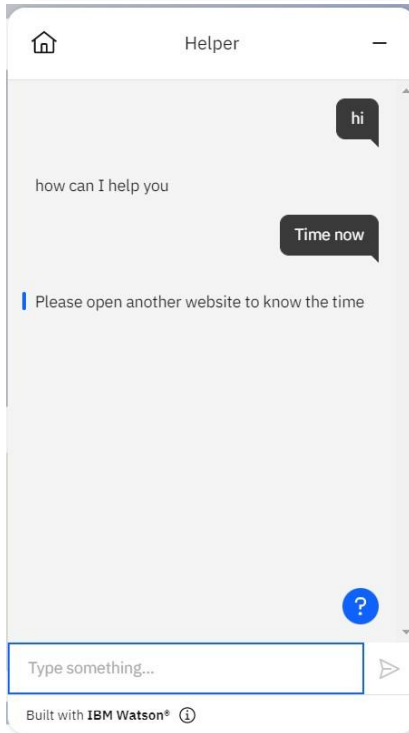 Helper
hi
how can I help you
Time now
Please open another website to know the time
?
Type something...
Built with IBM Watson®